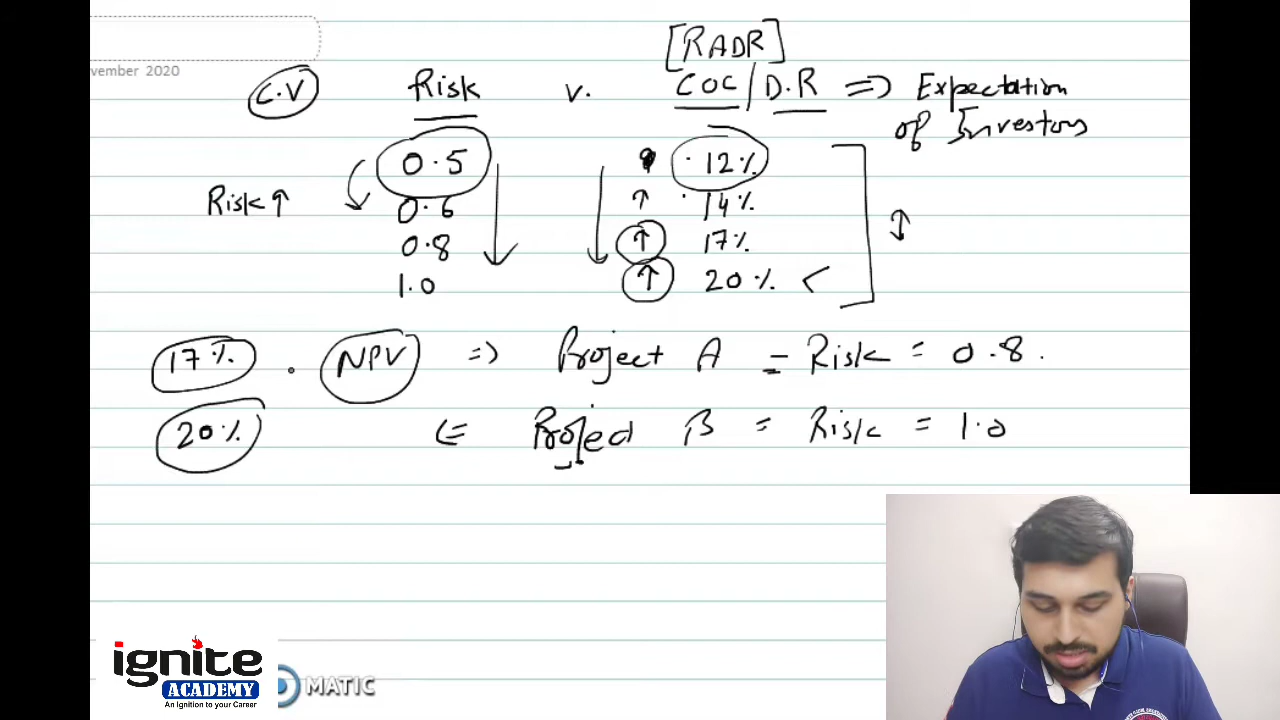 [RADR]
vember 2020
C.V Risk v. COC/D.R => Expectation
of Investors
0.5 12%
Risk↑ 0.6 ↑ 14%
0.8 ↑ 17%
1.0 ↑ 20%
17% . NPV => Project A = Risk = 0.8.
20% <= Project B = Risk = 1.0
ignite
ACADEMY
An Ignition to your Career
MATIC